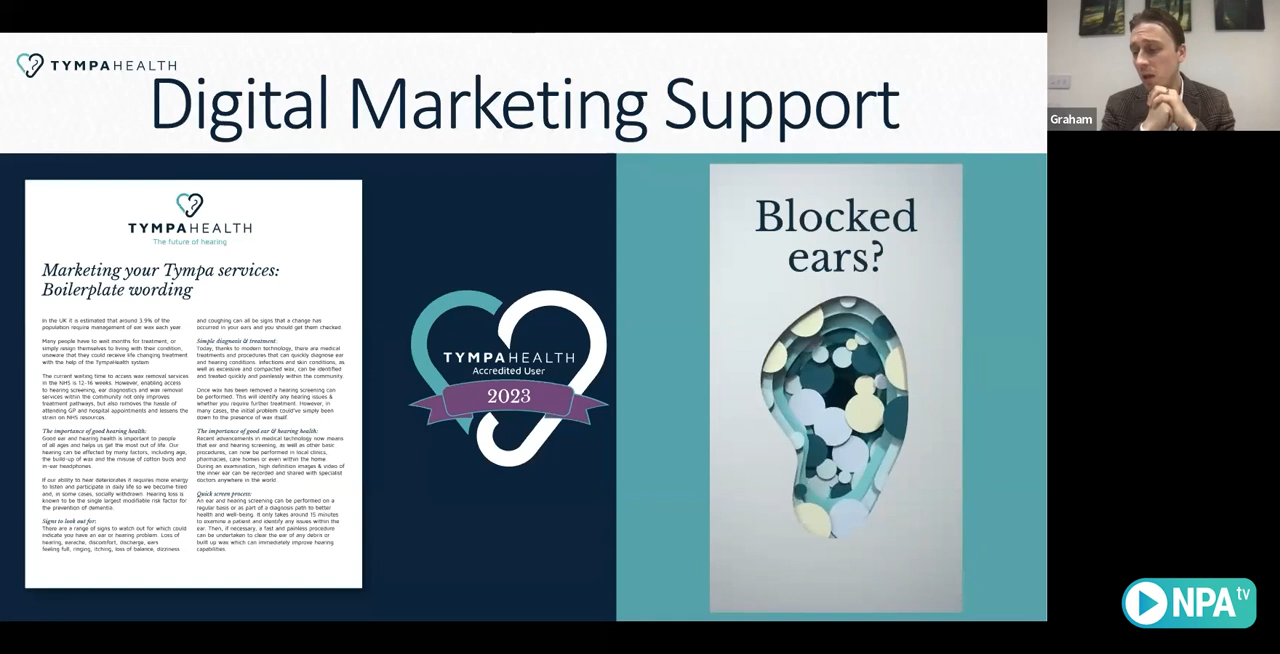 TYMPAHEALTH
Digital Marketing Support
Graham
TYMPAHEALTH
The future of hearing
Marketing your Tympa services:
Boilerplate wording
In the UK it is estimated that around 3.9% of the
population require management of ear wax each year
Many people have to wait months for treatment, or
simply resign themselves to living with their condition,
unaware that they could receive life changing treatment
with the help of the TympaHealth system
The current waiting time to access wax removal services
in the NHS is 12-16 weeks. However, enabling access
to hearing screening, ear diagnostics and wax removal
services within the community not only improves
treatment pathways, but also removes the hassle of
attending GP and hospital appointments and lessens the
strain on NHS resources.
The importance of good hearing health:
Good ear and hearing health is important to people
of all ages and helps us get the most out of life. Our
hearing can be affected by many factors, including age,
the build-up of wax and the misuse of cotton buds and
in-ear headphones.
If our ability to hear deteriorates it requires more energy
to listen and participate in daily life so we become tired
and, in some cases, socially withdrawn. Hearing loss is
known to be the single largest modifiable risk factor for
the prevention of dementia.
Signs to look out for:
There are a range of signs to watch out for which could
indicate you have an ear or hearing problem. Loss of
hearing, earache, discomfort, discharge, ears
feeling full, ringing, itching, loss of balance, dizziness
and coughing can all be signs that a change has
occurred in your ears and you should get them checked
Simple diagnosis & treatment:
Today, thanks to modern technology, there are medical
treatments and procedures that can quickly diagnose ear
and hearing conditions. Infections and skin conditions, as
well as excessive and compacted wax, can be identified
and treated quickly and painlessly within the community.
Once wax has been removed a hearing screening can
be performed. This will identify any hearing issues &
whether you require further treatment. However, in
many cases, the initial problem could've simply been
down to the presence of wax itself.
The importance of good ear & hearing health:
Recent advancements in medical technology now means
that ear and hearing screening, as well as other basic
procedures, can now be performed in local clinics,
pharmacies, care homes or even within the home.
During an examination, high definition images & video of
the inner ear can be recorded and shared with specialist
doctors anywhere in the world.
Quick screen process:
An ear and hearing screening can be performed on a
regular basis or as part of a diagnosis path to better
health and well-being. It only takes around 15 minutes
to examine a patient and identify any issues within the
ear. Then, if necessary, a fast and painless procedure
can be undertaken to clear the ear of any debris or
built up wax which can immediately improve hearing
capabilities.
TYMPAHEALTH
Accredited User
2023
Blocked
ears?
NPA tv